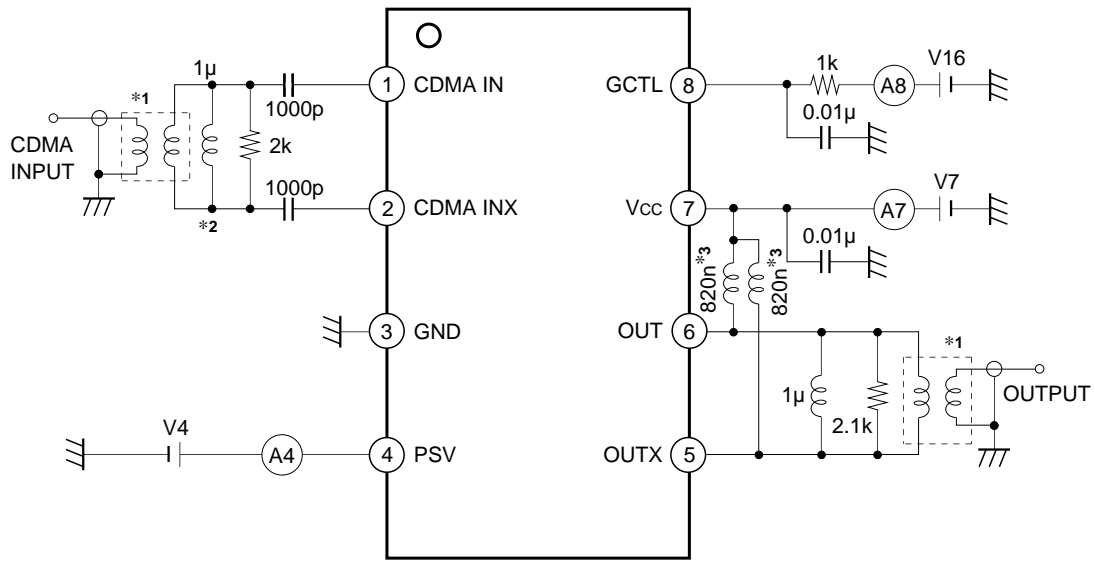 1µ
*1
CDMA
INPUT
2k
1000p
1000p
*2
1 CDMA IN
2 CDMA INX
3 GND
4 PSV
V4
A4
GCTL 8
1k
A8
V16
0.01µ
Vcc 7
A7
V7
0.01µ
820n*3
820n*3
OUT 6
*1
1µ
2.1k
OUTPUT
OUTX 5